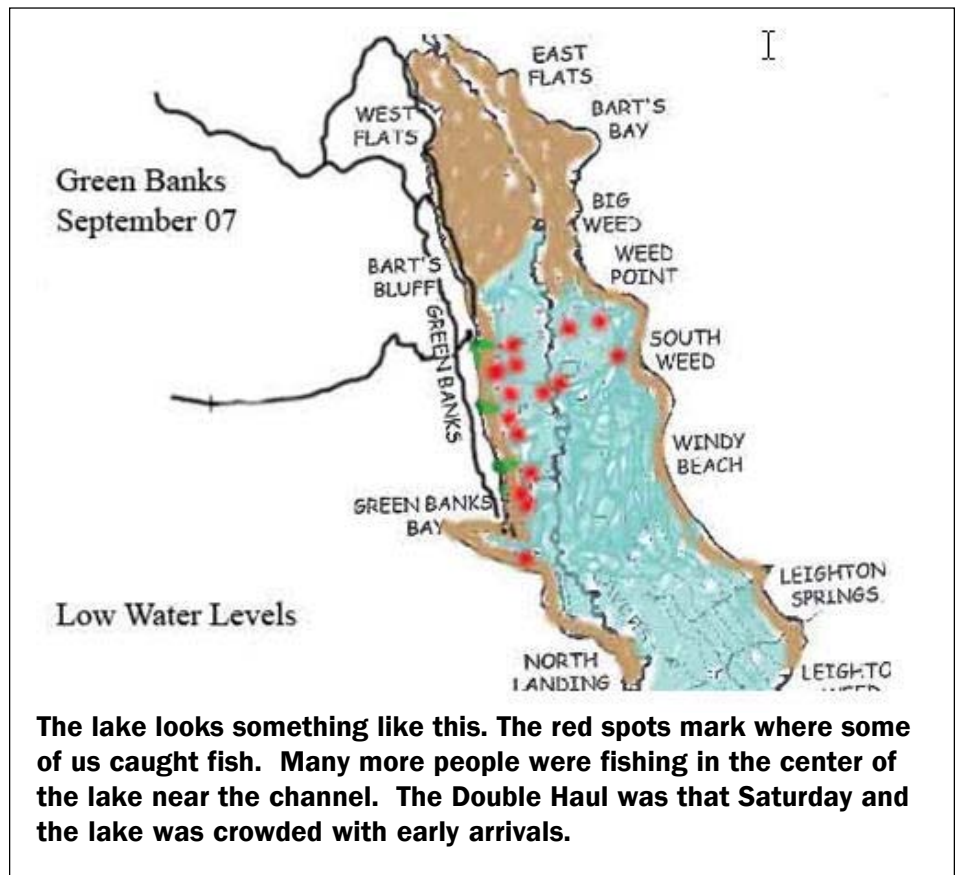 EAST
FLATS
BART'S
BAY
WEST
FLATS
Green Banks
September 07
BIG
WEED
WEED
POINT
BART'S
BLUFF
GREEN BANKS
SOUTH
WEED
WINDY
BEACH
GREEN BANKS
BAY
LEIGHTON
SPRINGS
Low Water Levels
NORTH
LANDING
LEIGHTO
The lake looks something like this. The red spots mark where some
of us caught fish. Many more people were fishing in the center of
the lake near the channel. The Double Haul was that Saturday and
the lake was crowded with early arrivals.